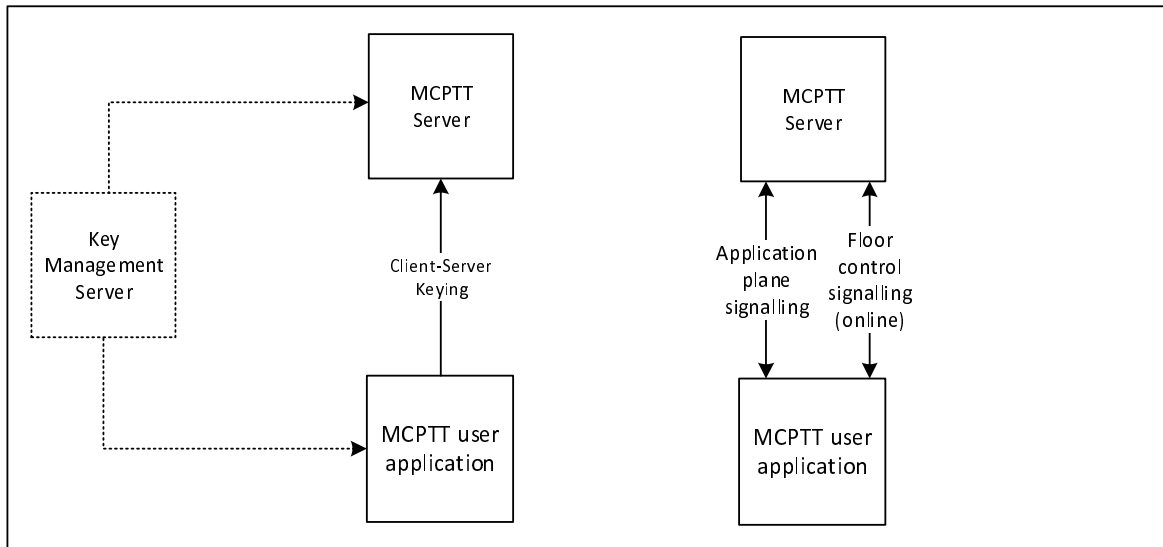 MCPTT
Server
Key
Management
Server
Client-Server
Keying
MCPTT user
application
MCPTT
Server
Application
plane
signalling
Floor
control
signalling
(online)
MCPTT user
application